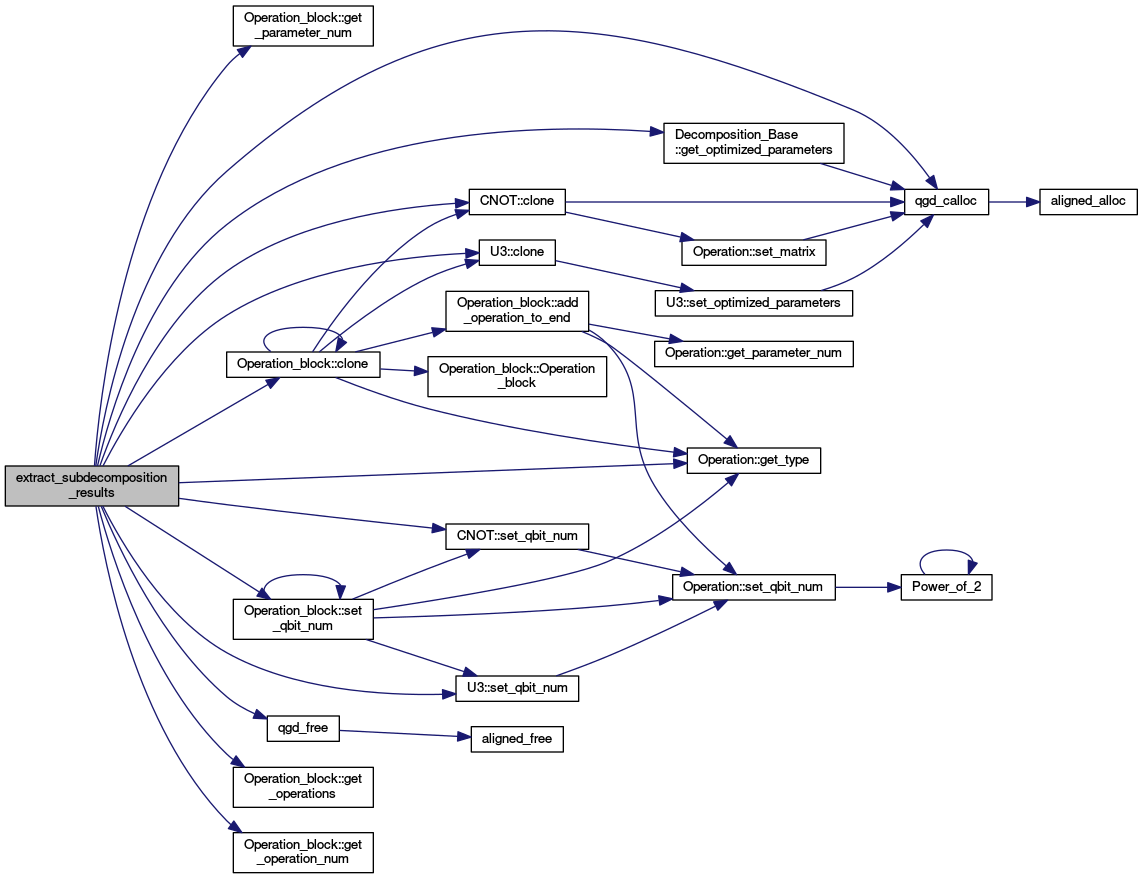 Operation_block::get
_parameter_num
Decomposition_Base
::get_optimized_parameters
CNOT::clone
qgd_calloc
aligned_alloc
U3::clone
Operation::set_matrix
Operation_block::add
_operation_to_end
U3::set_optimized_parameters
Operation::get_parameter_num
Operation_block::clone
Operation_block::Operation
_block
Operation::get_type
extract_subdecomposition
_results
CNOT::set_qbit_num
Operation::set_qbit_num
Power_of_2
Operation_block::set
_qbit_num
U3::set_qbit_num
qgd_free
aligned_free
Operation_block::get
_operations
Operation_block::get
_operation_num